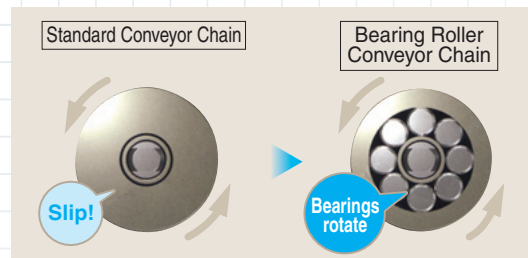 Standard Conveyor Chain
Bearing Roller
Conveyor Chain
Slip!
Bearings
rotate